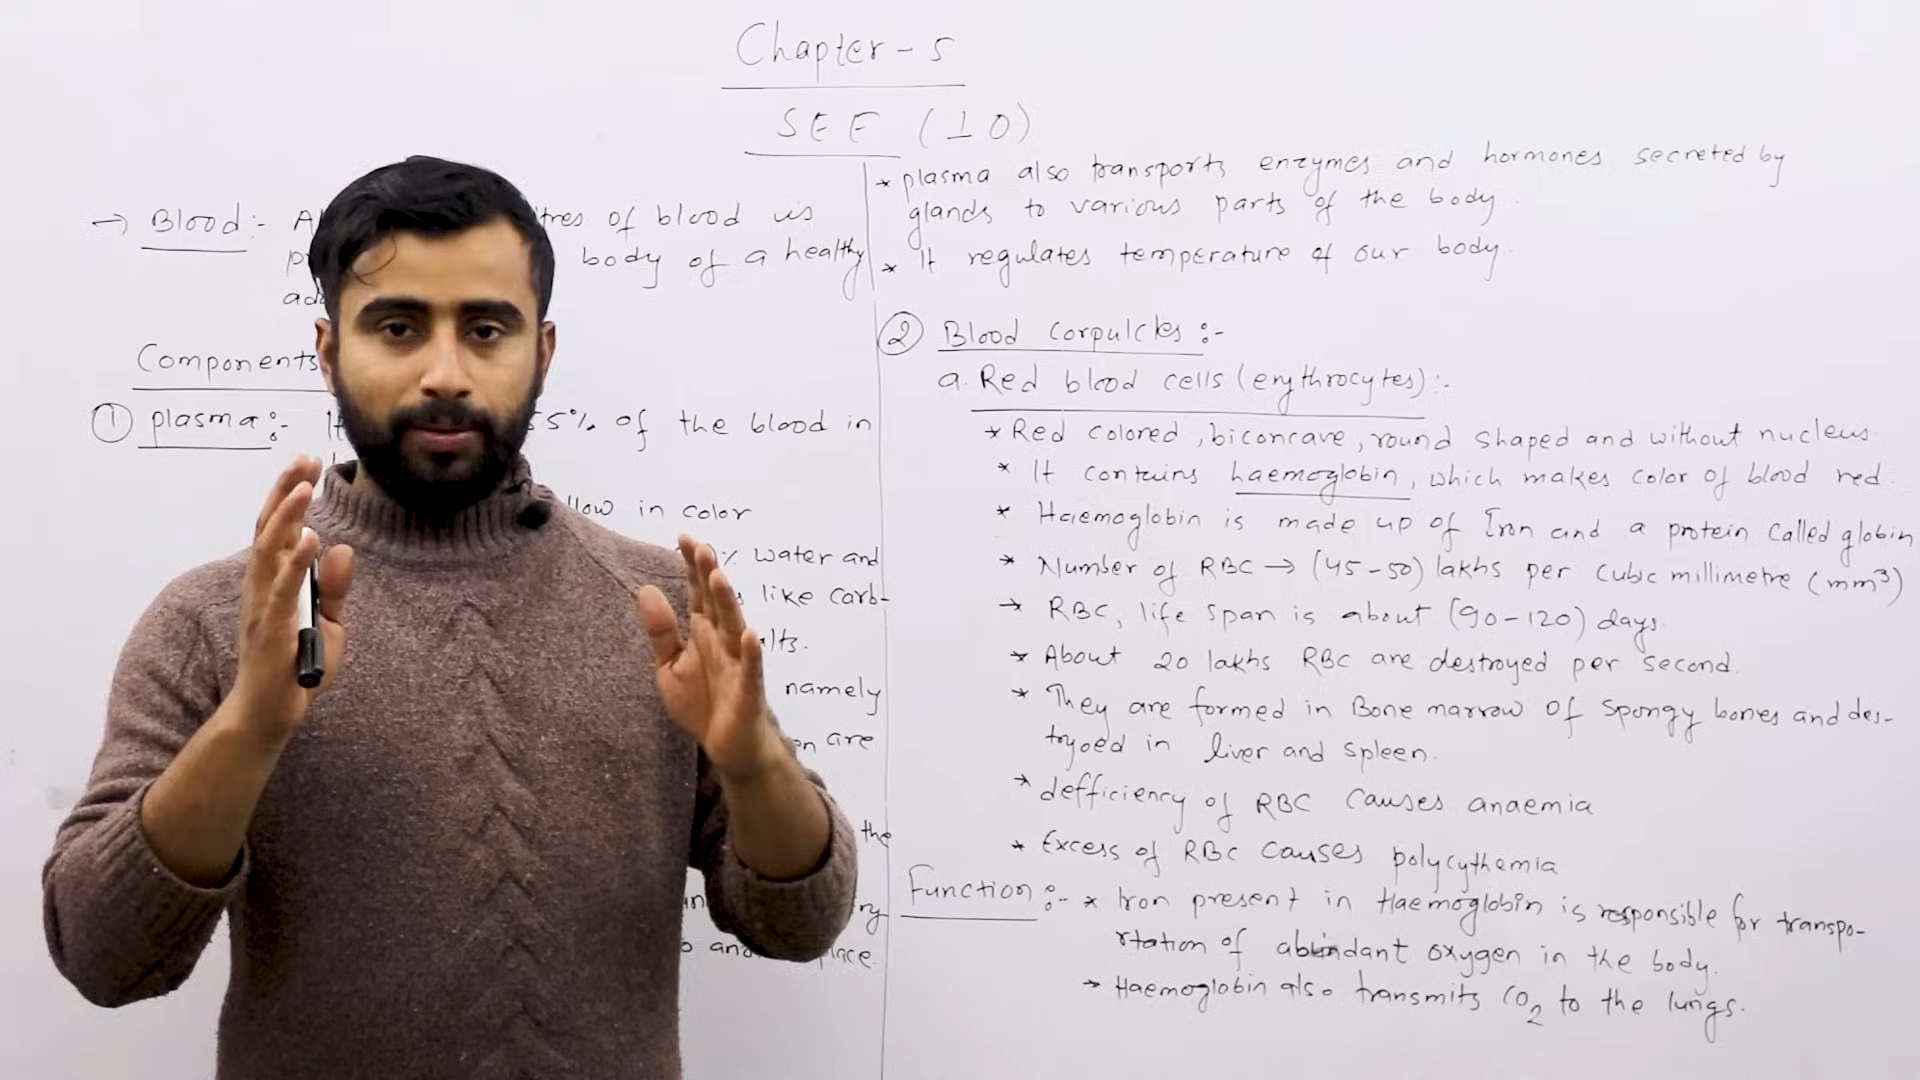 Chapter - 5
SEE (10)
→ Blood :- of blood is
body of a healthy
Components
① plasma :- 55% of the blood in
in color
% water and
like carb-
namely
are
the
place
* plasma also transports enzymes and hormones secreted by
glands to various parts of the body.
* It regulates temperature of our body.
② Blood corpulcles :-
a. Red blood cells (erythrocytes) :-
* Red colored, biconcave, round shaped and without nucleus.
* It contains haemoglobin, which makes color of blood red.
* Haemoglobin is made up of Iron and a protein called globin
* Number of RBC → (45-50) lakhs per cubic millimetre (mm³)
→ RBC, life span is about (90-120) days.
* About 20 lakhs RBC are destroyed per second.
* They are formed in Bone marrow of spongy bones and des-
tryoed in liver and spleen.
* defficiency of RBC causes anaemia
* Excess of RBC causes polycythemia
Function :- * Iron present in Haemoglobin is responsible for transpo-
rtation of abundant oxygen in the body.
→ Haemoglobin also transmits CO₂ to the lungs.